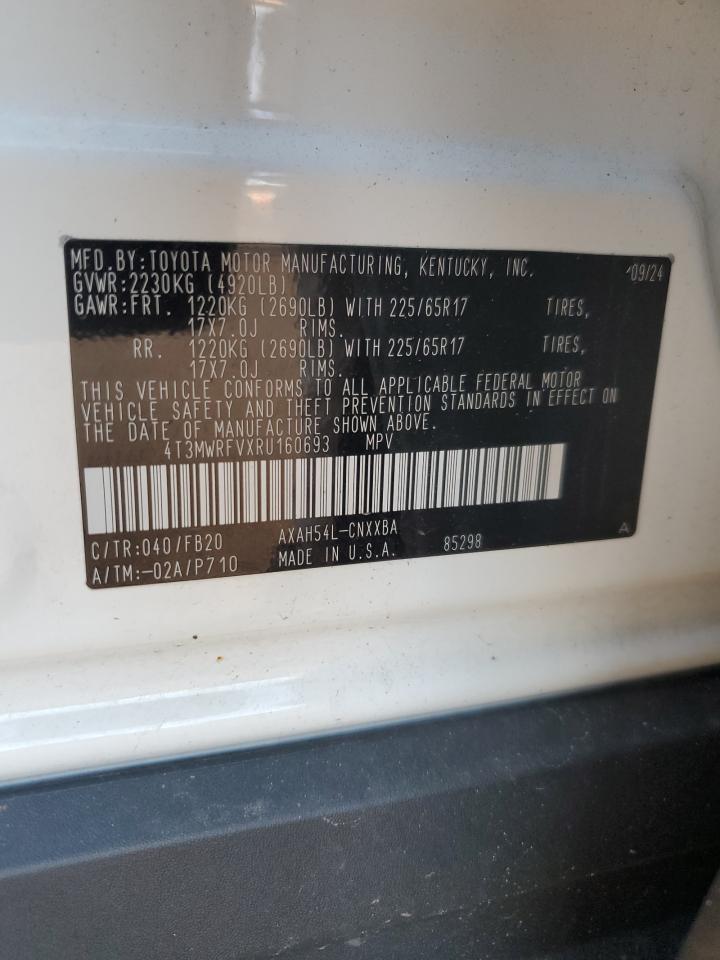 MFD.BY:TOYOTA MOTOR MANUFACTURING, KENTUCKY, INC. 09/24
GVWR:2230KG (4920LB)
GAWR:FRT. 1220KG (2690LB) WITH 225/65R17 TIRES,
17X7.0J RIMS.
RR. 1220KG (2690LB) WITH 225/65R17 TIRES,
17X7.0J RIMS.
THIS VEHICLE CONFORMS TO ALL APPLICABLE FEDERAL MOTOR
VEHICLE SAFETY AND THEFT PREVENTION STANDARDS IN EFFECT ON
THE DATE OF MANUFACTURE SHOWN ABOVE.
4T3MWRFVXRU160693 MPV
C/TR:040/FB20 AXAH54L-CNXXBA
A/TM:-02A/P710 MADE IN U.S.A. 85298 A